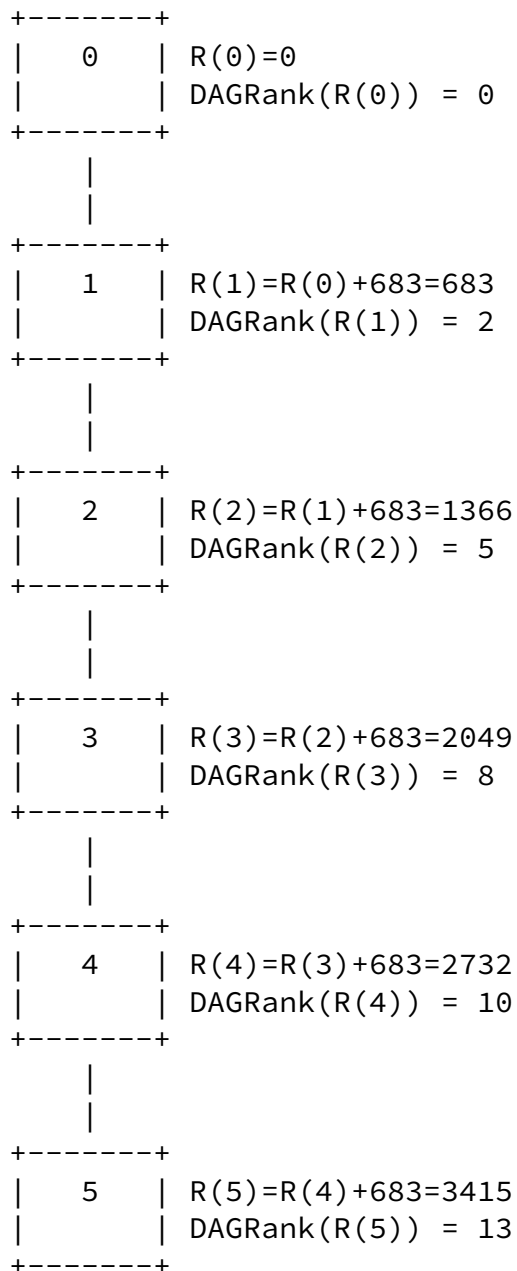 0 R(0)=0
DAGRank(R(0)) = 0
1 R(1)=R(0)+683=683
DAGRank(R(1)) = 2
2 R(2)=R(1)+683=1366
DAGRank(R(2)) = 5
3 R(3)=R(2)+683=2049
DAGRank(R(3)) = 8
4 R(4)=R(3)+683=2732
DAGRank(R(4)) = 10
5 R(5)=R(4)+683=3415
DAGRank(R(5)) = 13